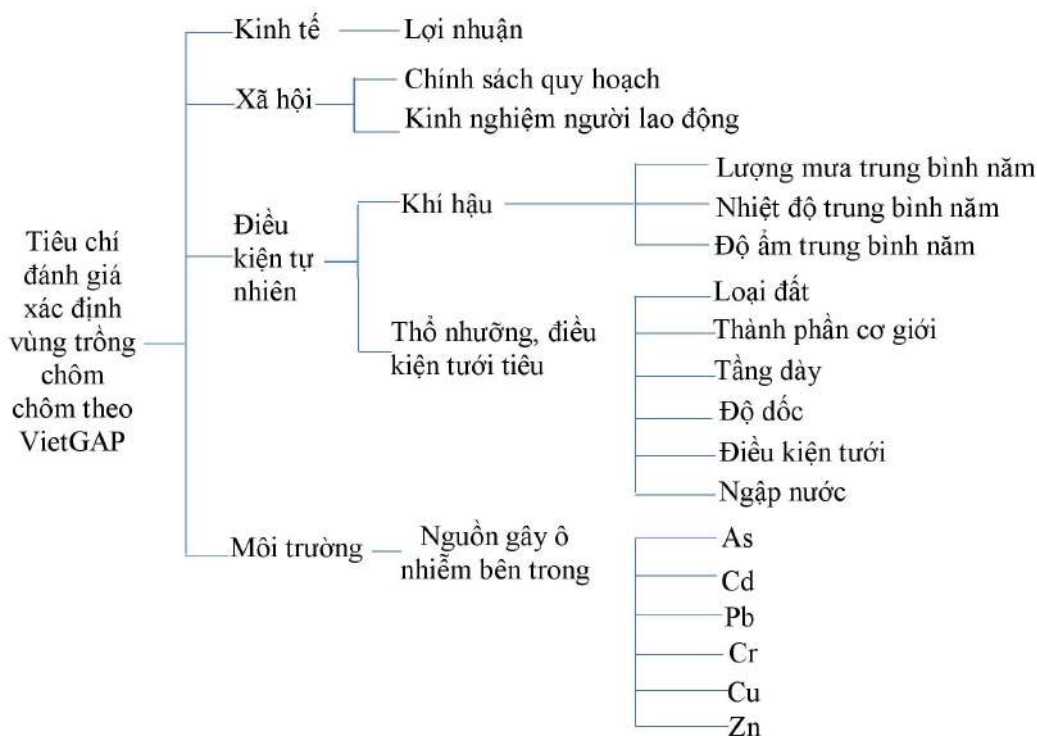 Tiêu chí
đánh giá
xác định
vùng trồng
chôm
chôm theo
VietGAP
Kinh tế
Lợi nhuận
Xã hội
Chính sách quy hoạch
Kinh nghiệm người lao động
Điều
kiện tự
nhiên
Khí hậu
Lượng mưa trung bình năm
Nhiệt độ trung bình năm
Độ ẩm trung bình năm
Thổ nhưỡng, điều
kiện tưới tiêu
Loại đất
Thành phần cơ giới
Tầng dày
Độ dốc
Điều kiện tưới
Ngập nước
Môi trường
Nguồn gây ô
nhiễm bên trong
As
Cd
Pb
Cr
Cu
Zn